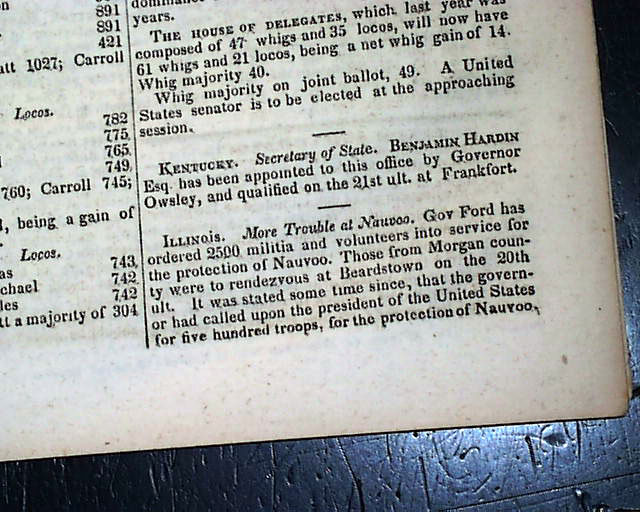 891
891
421
att 1027; Carroll
Locos.
782
775
765
749
760; Carroll 745;
being a gain of
Locos.
743
742
chael 742
a majority of 304
years.
THE HOUSE OF DELEGATES, which last year was
composed of 47 whigs and 35 locos, will now have
61 whigs and 21 locos, being a net whig gain of 14.
Whig majority 40.
Whig majority on joint ballot, 49. A United
States senator is to be elected at the approaching
session.
KENTUCKY. Secretary of State. BENJAMIN HARDIN
Esq. has been appointed to this office by Governor
Owsley, and qualified on the 21st ult. at Frankfort.
ILLINOIS. More Trouble at Nauvoo. Gov Ford has
ordered 2500 militia and volunteers into service for
the protection of Nauvoo. Those from Morgan coun-
ty were to rendezvous at Beardstown on the 20th
ult. It was stated some time since, that the govern-
or had called upon the president of the United States
for five hundred troops, for the protection of Nauvoo.